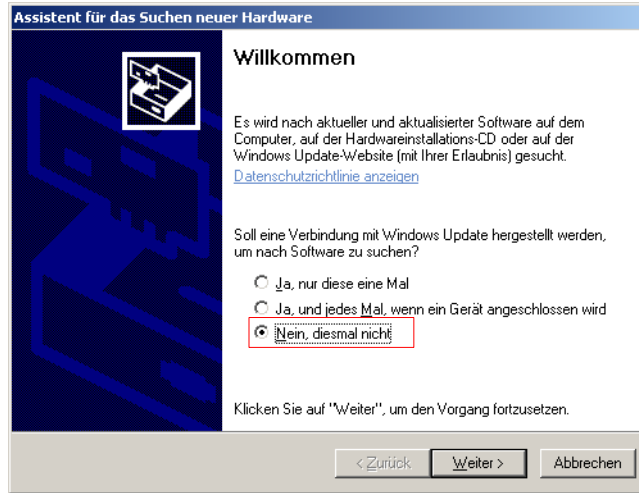 Assistent für das Suchen neuer Hardware
Willkommen
Es wird nach aktueller und aktualisierter Software auf dem
Computer, auf der Hardwareinstallations-CD oder auf der
Windows Update-Website (mit Ihrer Erlaubnis) gesucht.
Datenschutzrichtlinie anzeigen
Soll eine Verbindung mit Windows Update hergestellt werden,
um nach Software zu suchen?
Ja, nur diese eine Mal
Ja, und jedes Mal, wenn ein Gerät angeschlossen wird
Nein, diesmal nicht
Klicken Sie auf "Weiter", um den Vorgang fortzusetzen.
< Zurück Weiter > Abbrechen